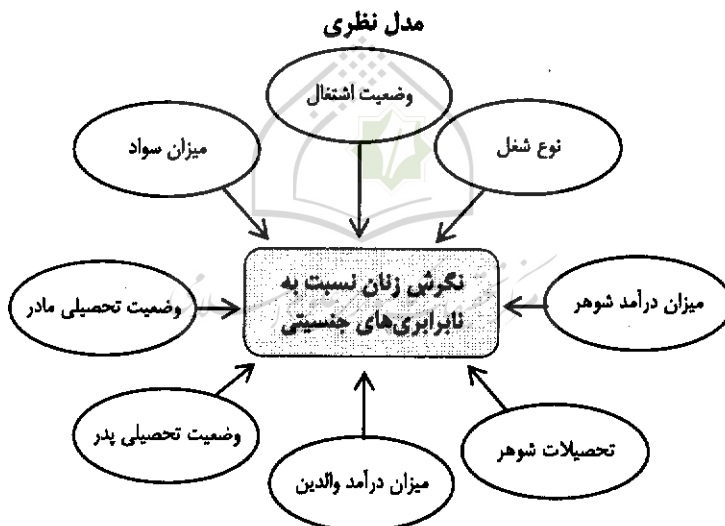 مدل نظری
وضعیت اشتغال
نوع شغل
میزان سواد
نگرش زنان نسبت به
نابرابری‌های جنسیتی
میزان درآمد شوهر
وضعیت تحصیلی مادر
تحصیلات شوهر
وضعیت تحصیلی پدر
میزان درآمد والدین